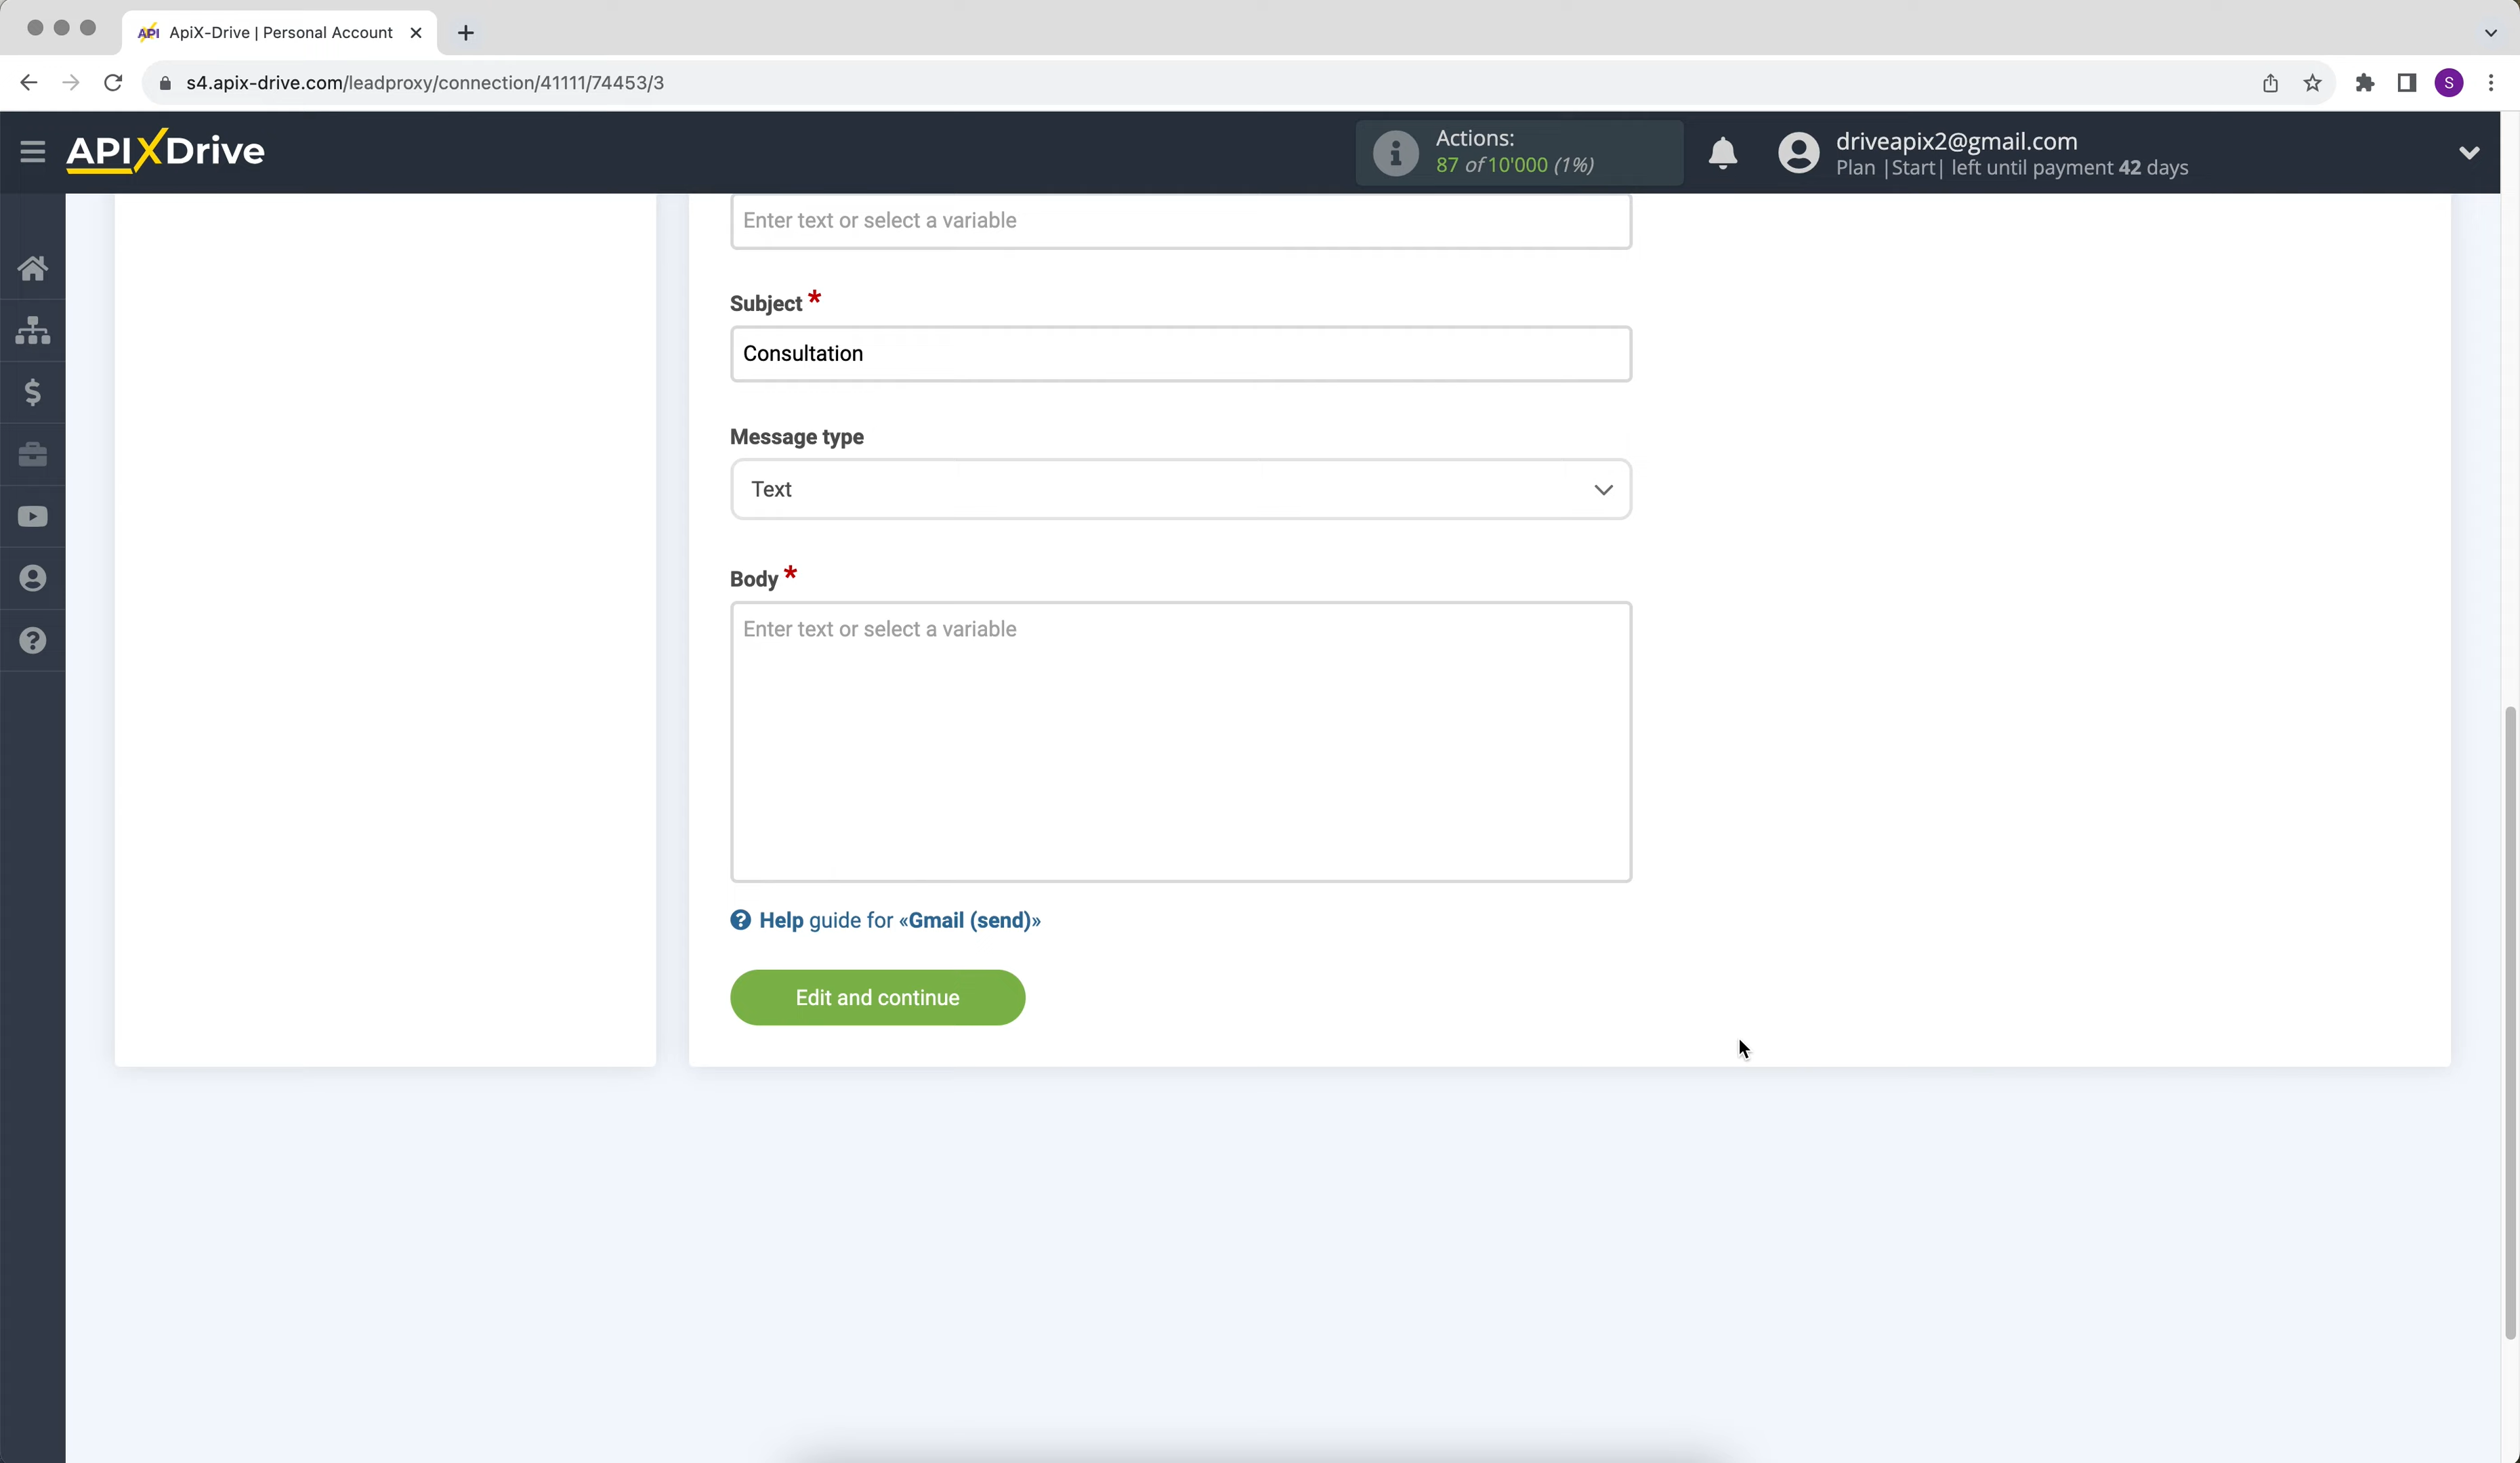 API ApiX-Drive | Personal Account
s4.apix-drive.com/leadproxy/connection/41111/74453/3
S
APIXDrive
Actions:
87 of 10'000 (1%)
driveapix2@gmail.com
Plan |Start| left until payment 42 days
Enter text or select a variable
Subject *
Consultation
Message type
Text
Body *
Enter text or select a variable
Help guide for «Gmail (send)»
Edit and continue